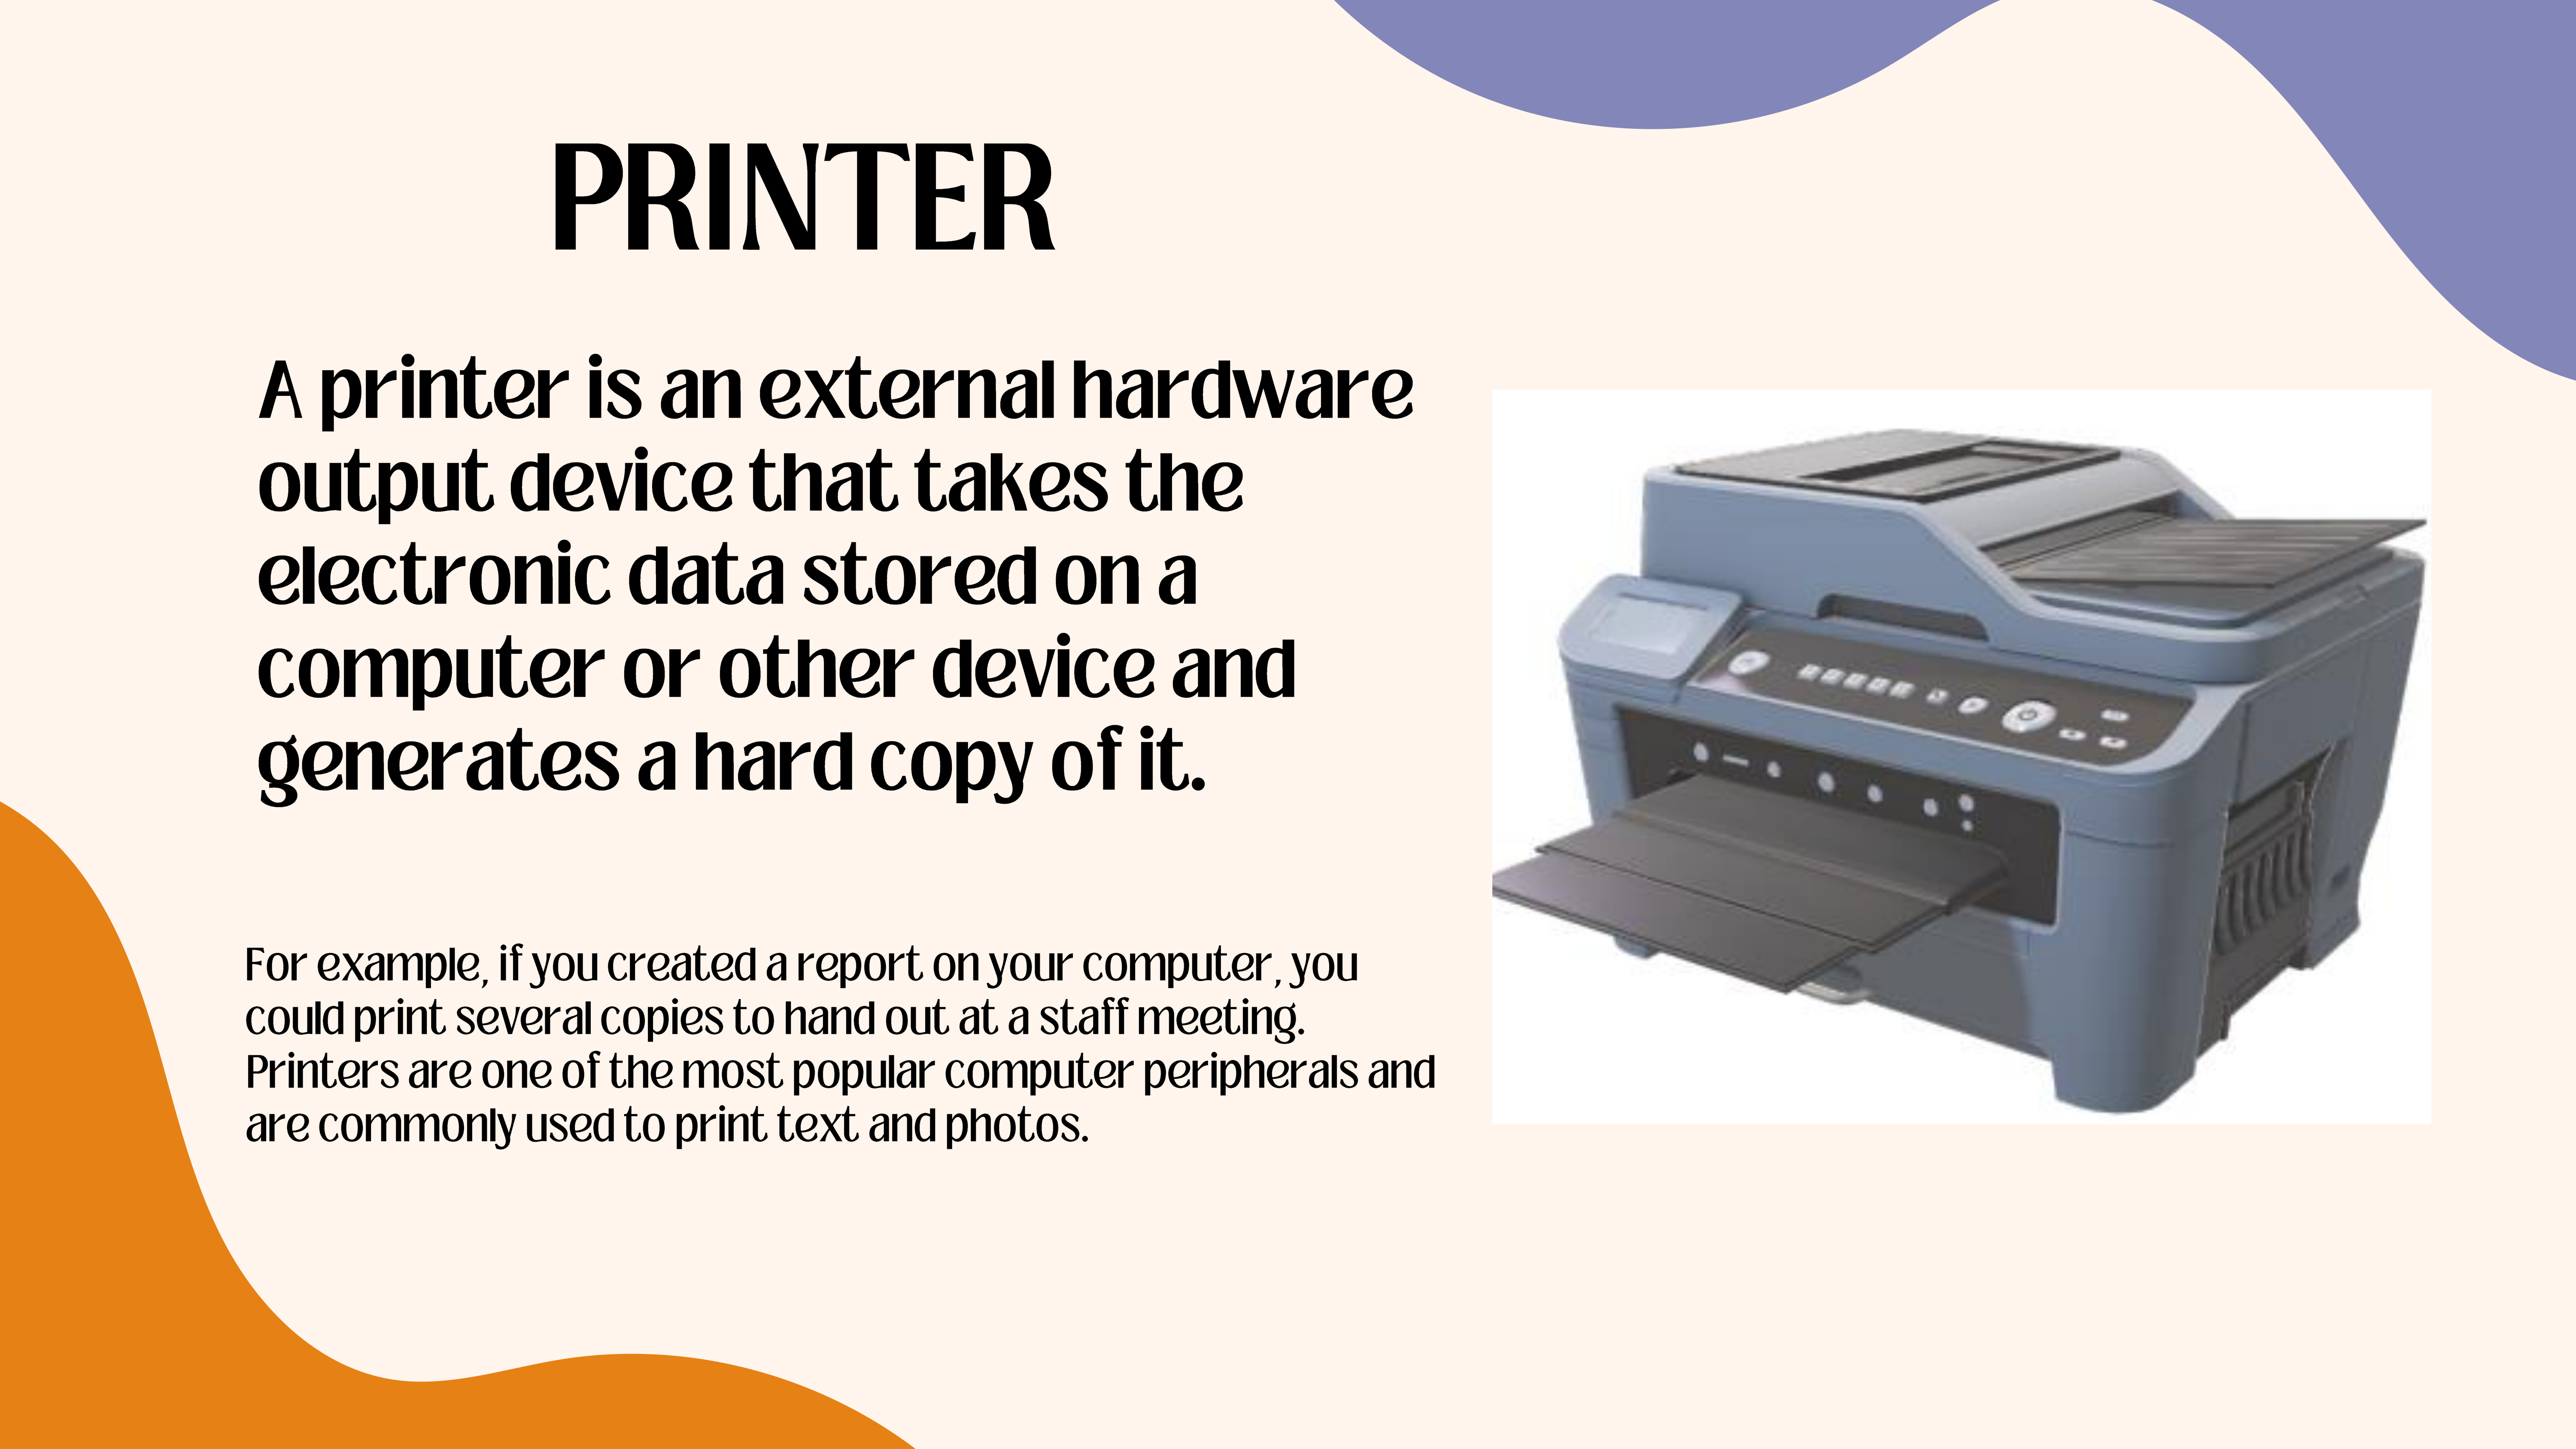 PRINTER
A printer is an external hardware
output device that takes the
electronic data stored on a
computer or other device and
generates a hard copy of it.
For example, if you created a report on your computer, you
could print several copies to hand out at a staff meeting.
Printers are one of the most popular computer peripherals and
are commonly used to print text and photos.